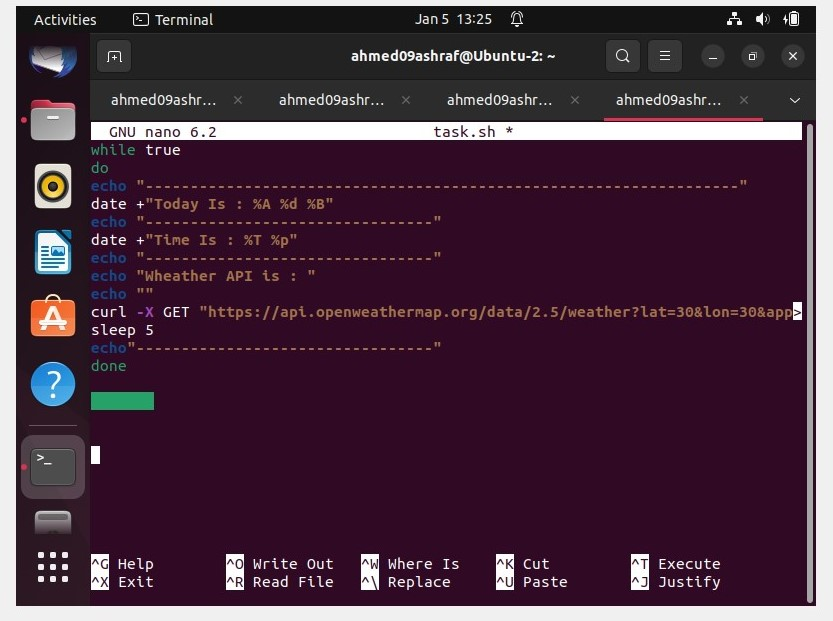 Activities Terminal Jan 5 13:25
ahmed09ashraf@Ubuntu-2: ~
ahmed09ashr... × ahmed09ashr... × ahmed09ashr... × ahmed09ashr... ×
GNU nano 6.2 task.sh *
while true
do
echo "------------------------------------------------------------------"
date +"Today Is : %A %d %B"
echo "--------------------------------"
date +"Time Is : %T %p"
echo "--------------------------------"
echo "Wheather API is : "
echo ""
curl -X GET "https://api.openweathermap.org/data/2.5/weather?lat=30&lon=30&app>
sleep 5
echo"---------------------------------"
done
^G Help ^O Write Out ^W Where Is ^K Cut ^T Execute
^X Exit ^R Read File ^\ Replace ^U Paste ^J Justify